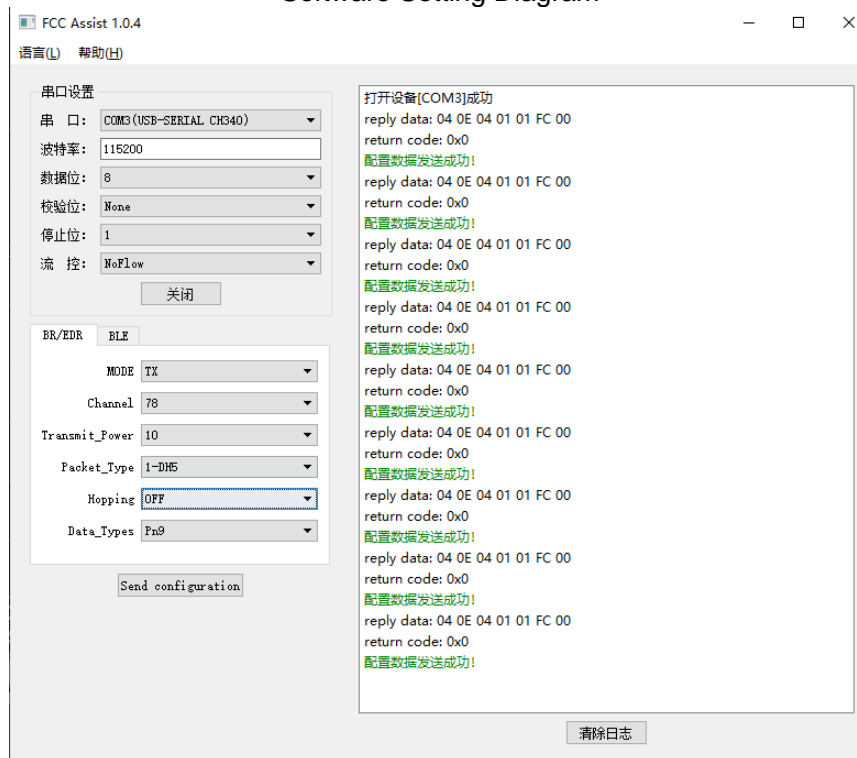 Software Setting Diagram
FCC Assist 1.0.4
语言(L) 帮助(H)
串口设置
串 口: COM3(USB-SERIAL CH340)
波特率: 115200
数据位: 8
校验位: None
停止位: 1
流 控: NoFlow
关闭
BR/EDR BLE
MODE TX
Channel 78
Transmit_Power 10
Packet_Type 1-DH5
Hopping OFF
Data_Types Pn9
Send configuration
打开设备[COM3]成功
reply data: 04 0E 04 01 01 FC 00
return code: 0x0
配置数据发送成功!
reply data: 04 0E 04 01 01 FC 00
return code: 0x0
配置数据发送成功!
reply data: 04 0E 04 01 01 FC 00
return code: 0x0
配置数据发送成功!
reply data: 04 0E 04 01 01 FC 00
return code: 0x0
配置数据发送成功!
reply data: 04 0E 04 01 01 FC 00
return code: 0x0
配置数据发送成功!
reply data: 04 0E 04 01 01 FC 00
return code: 0x0
配置数据发送成功!
reply data: 04 0E 04 01 01 FC 00
return code: 0x0
配置数据发送成功!
reply data: 04 0E 04 01 01 FC 00
return code: 0x0
配置数据发送成功!
reply data: 04 0E 04 01 01 FC 00
return code: 0x0
配置数据发送成功!
清除日志